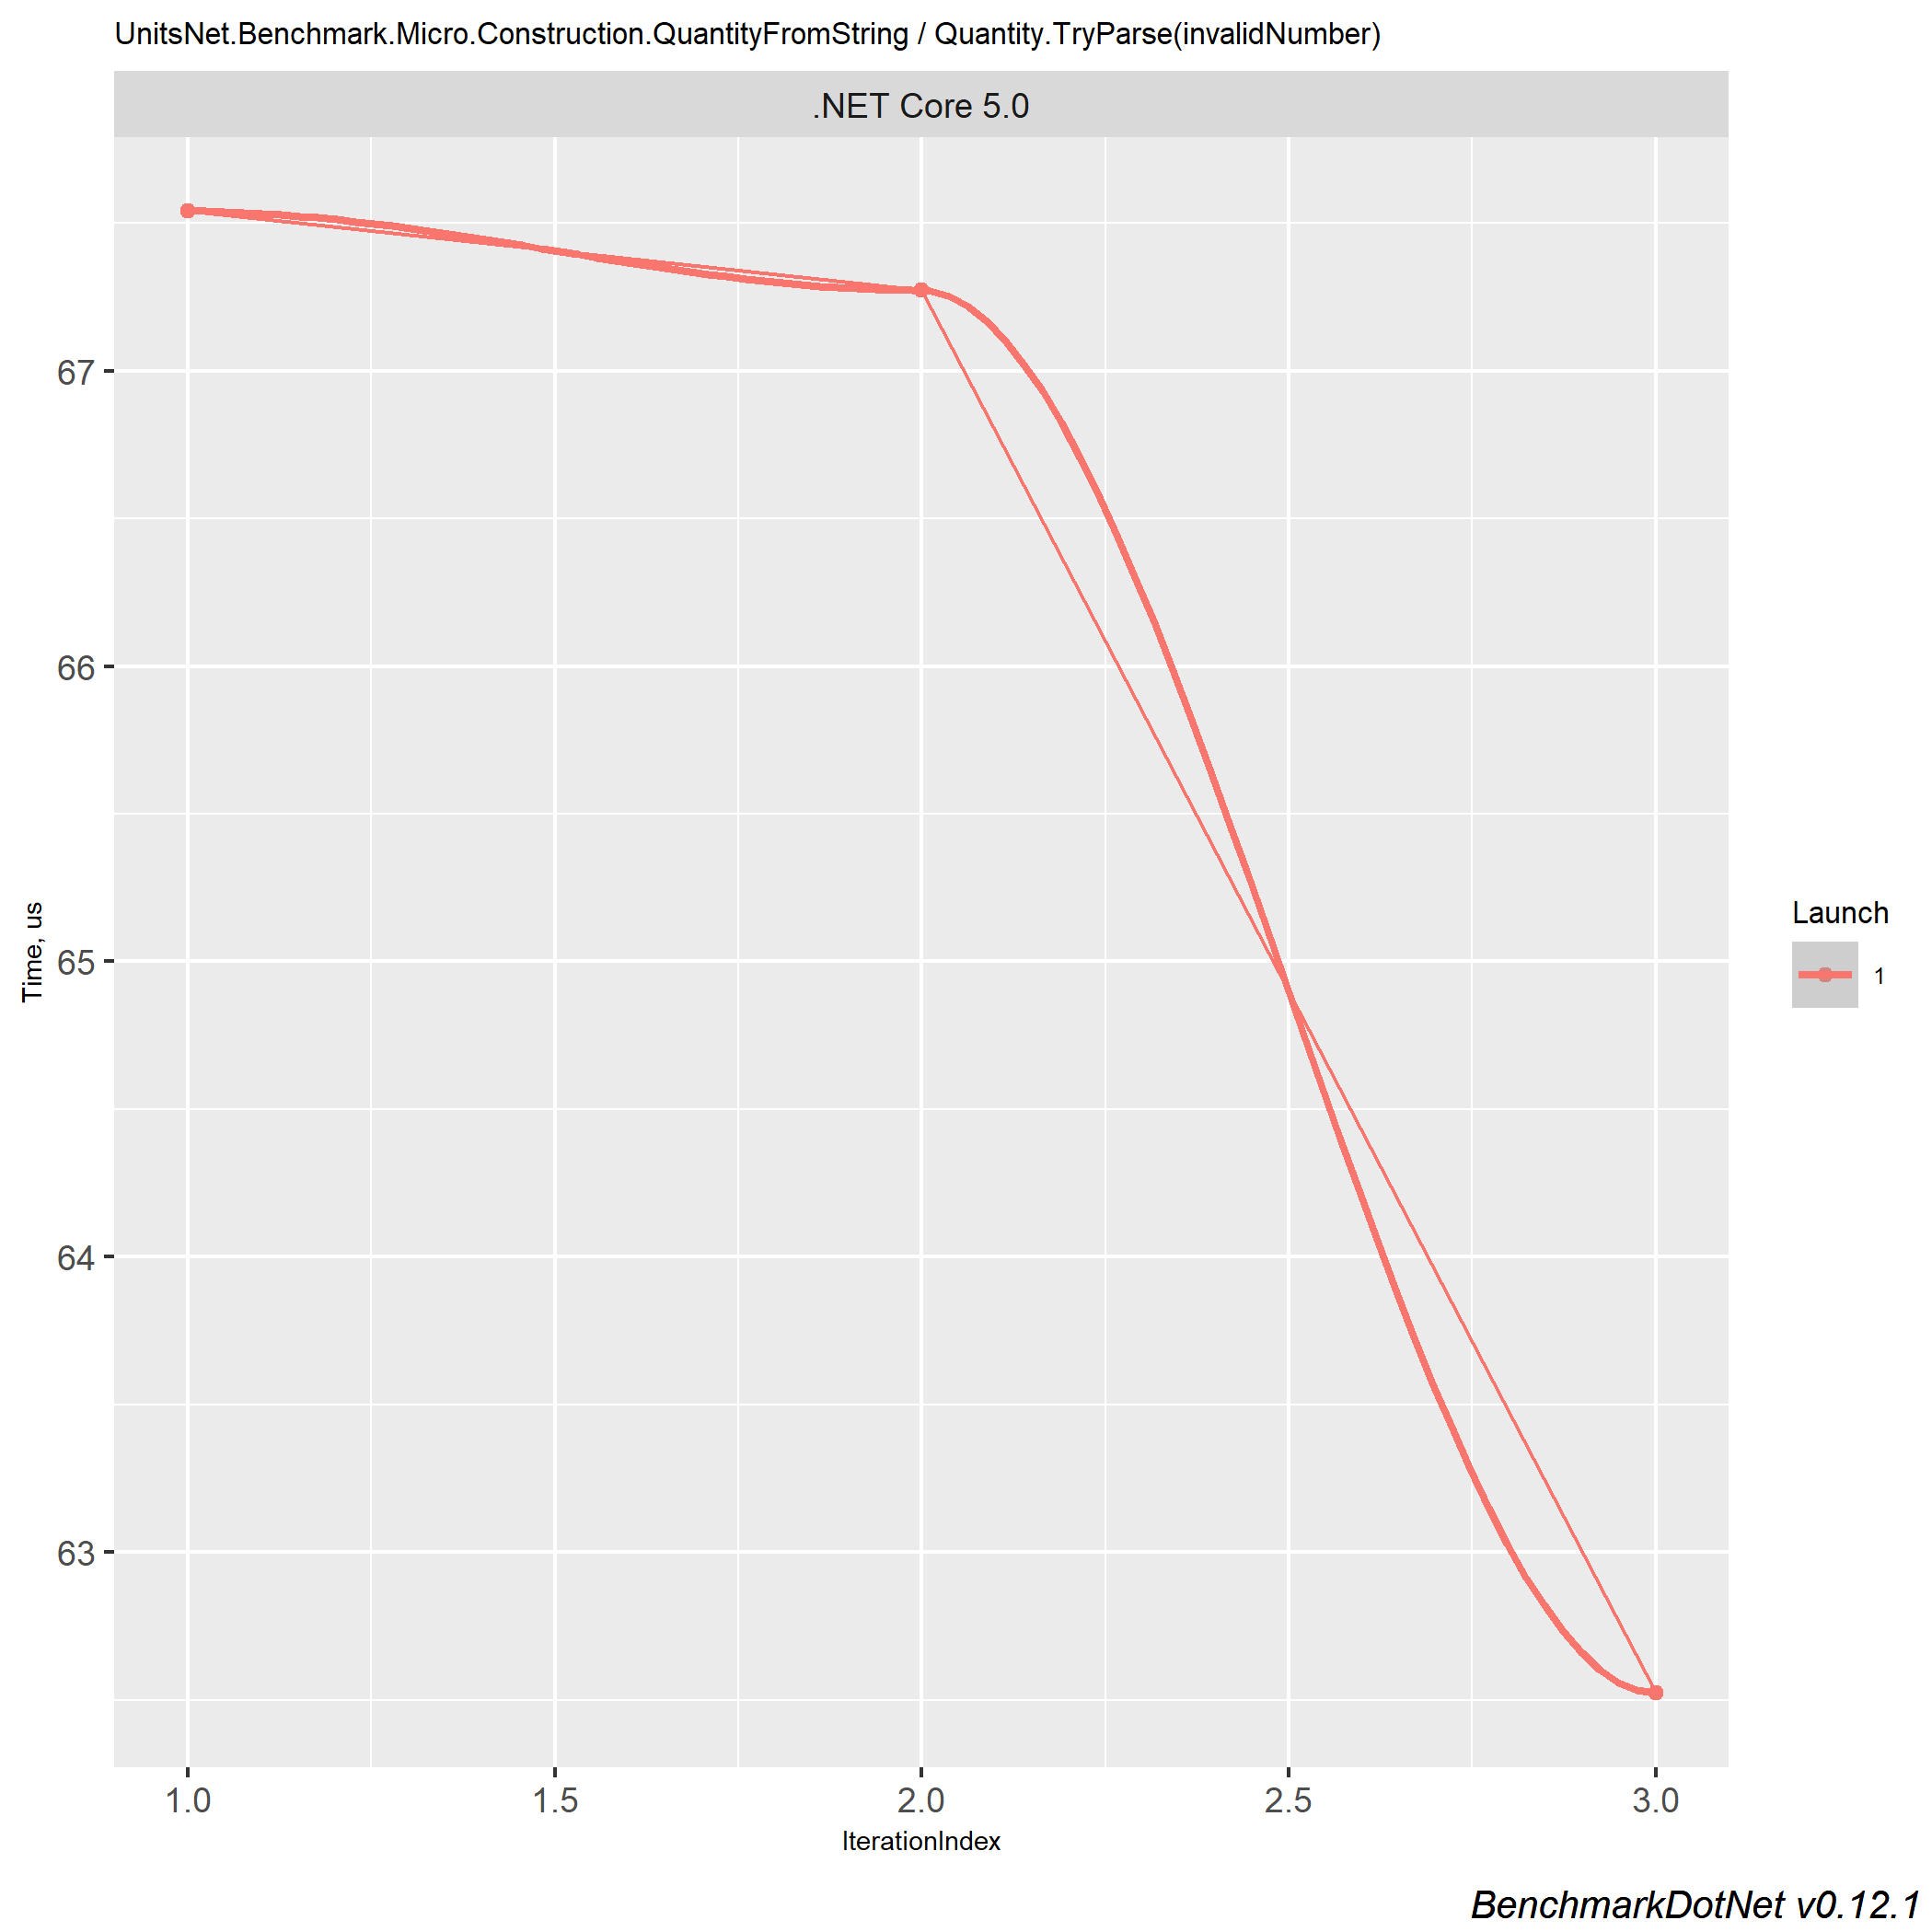 UnitsNet.Benchmark.Micro.Construction.QuantityFromString / Quantity.TryParse(invalidNumber)
.NET Core 5.0
67
66
65
64
63
Time, us
Launch
1
1.0 1.5 2.0 2.5 3.0
IterationIndex
BenchmarkDotNet v0.12.1